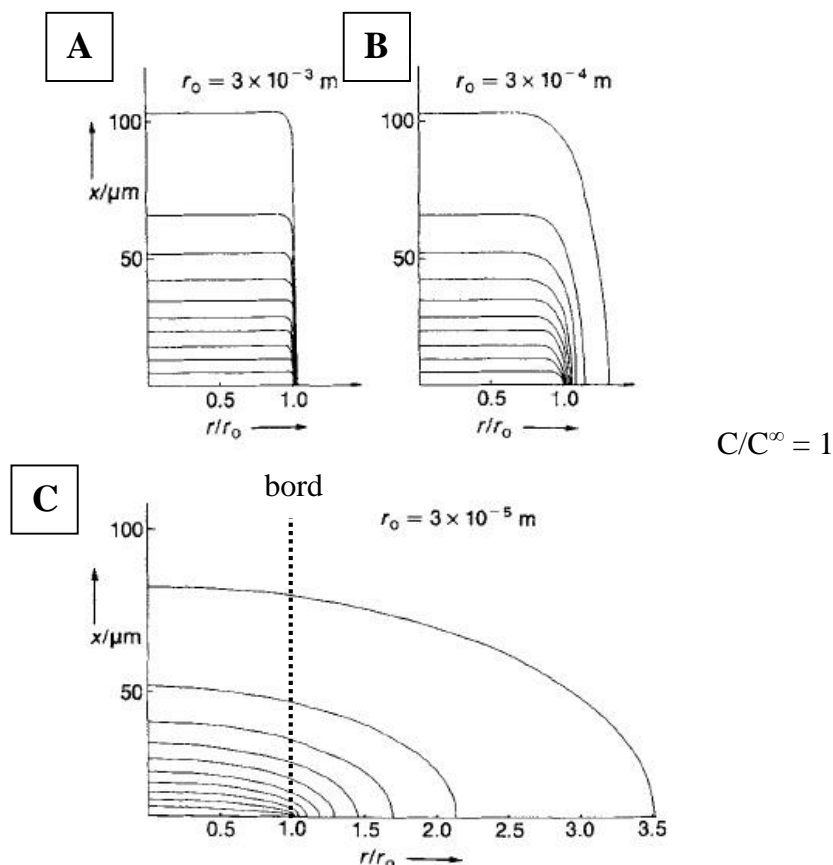 A
r₀ = 3 × 10⁻³ m
B
r₀ = 3 × 10⁻⁴ m
100
x/μm
50
0.5 1.0
r/r₀
100
x/μm
50
0.5 1.0
r/r₀
C/C∞ = 1
C
bord
r₀ = 3 × 10⁻⁵ m
100
x/μm
50
0.5 1.0 1.5 2.0 2.5 3.0 3.5
r/r₀